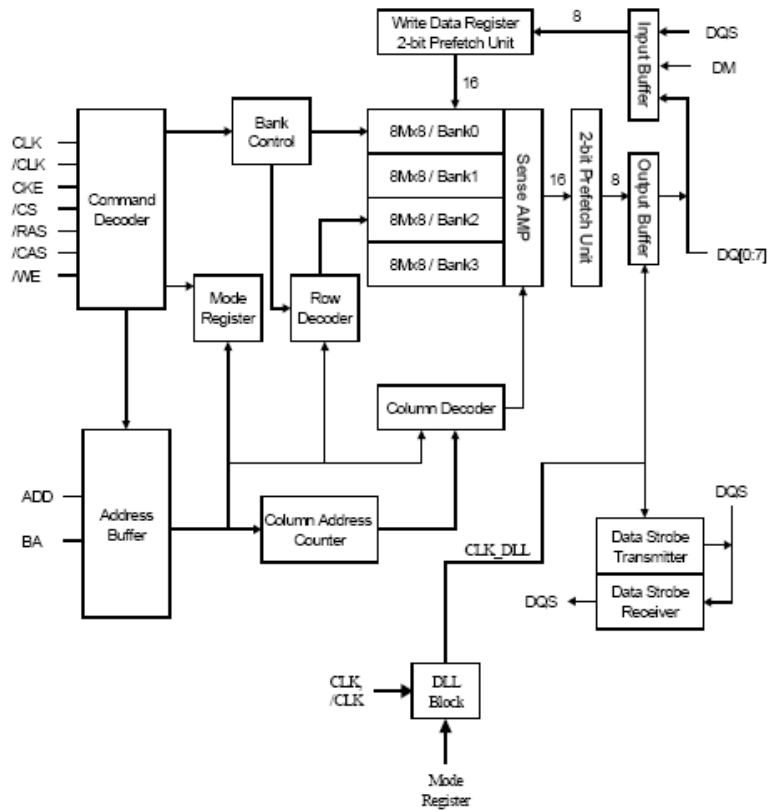 Write Data Register
2-bit Prefetch Unit
8
Input Buffer
DQS
DM
16
CLK
/CLK
CKE
/CS
/RAS
/CAS
/WE
Command
Decoder
Bank
Control
8Mx8 / Bank0
8Mx8 / Bank1
8Mx8 / Bank2
8Mx8 / Bank3
Sense AMP
16
2-bit Prefetch Unit
8
Output Buffer
DQ[0:7]
Mode
Register
Row
Decoder
Column Decoder
ADD
BA
Address
Buffer
Column Address
Counter
CLK_DLL
DQS
Data Strobe
Transmitter
Data Strobe
Receiver
DQS
CLK,
/CLK
DLL
Block
Mode
Register